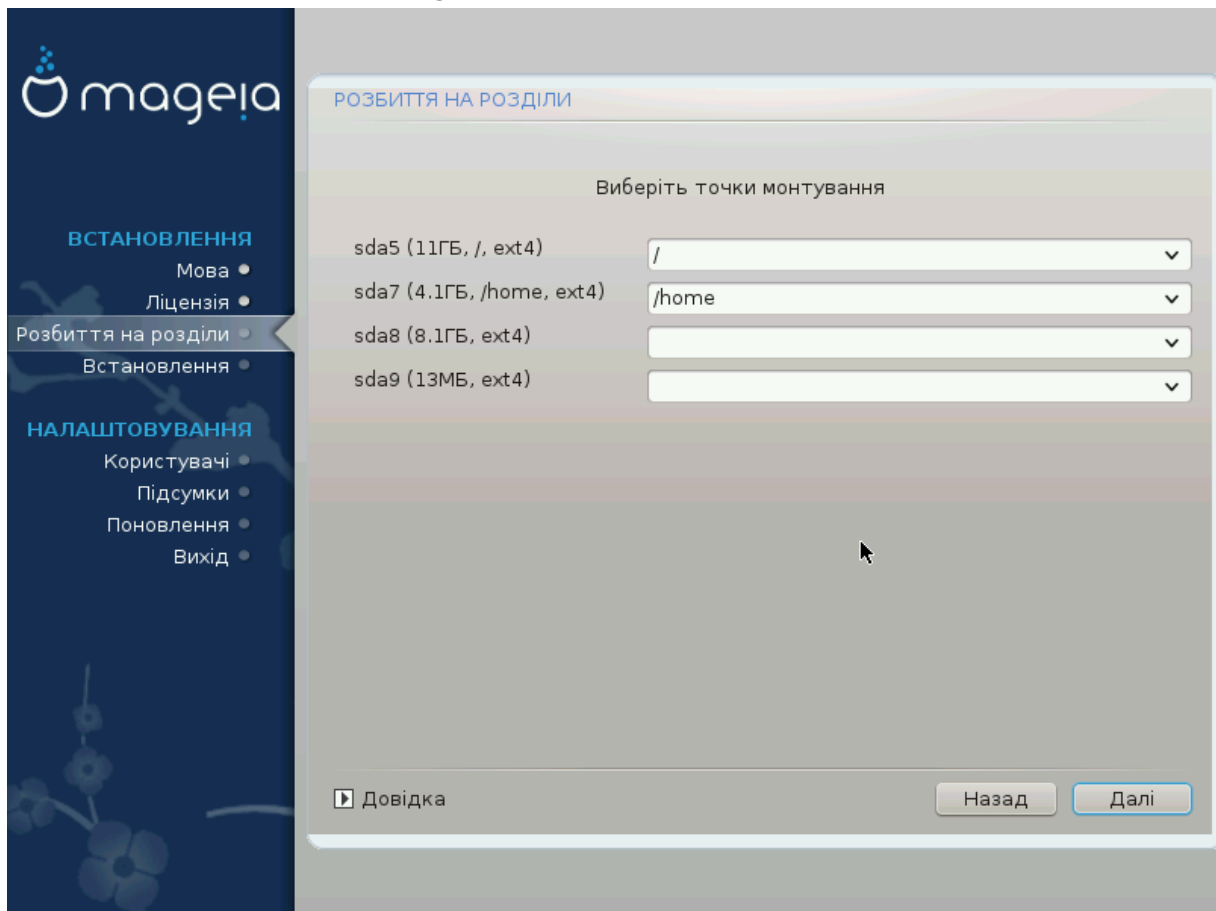 mageia
ВСТАНОВЛЕННЯ
Мова
Ліцензія
Розбиття на розділи
Встановлення
НАЛАШТОВУВАННЯ
Користувачі
Підсумки
Поновлення
Вихід
РОЗБИТТЯ НА РОЗДІЛИ
Виберіть точки монтування
sda5 (11ГБ, /, ext4) /
sda7 (4.1ГБ, /home, ext4) /home
sda8 (8.1ГБ, ext4)
sda9 (13МБ, ext4)
Довідка Назад Далі